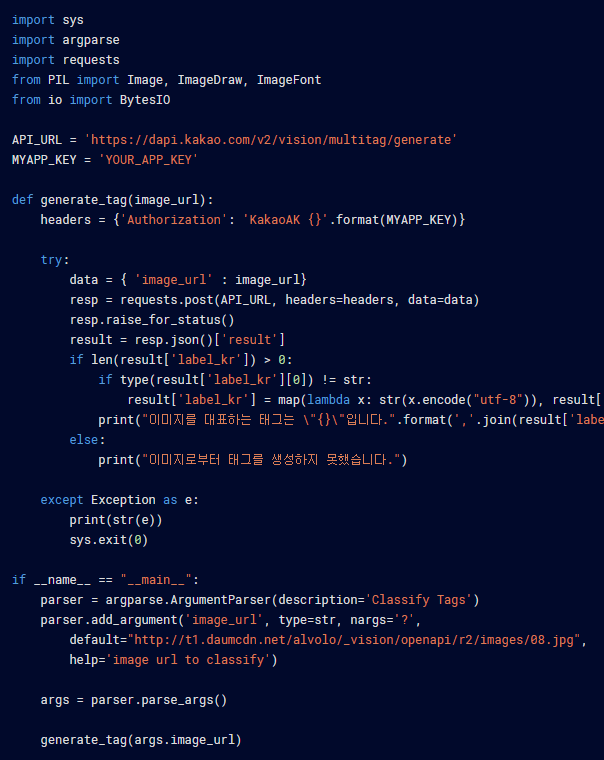 import sys
import argparse
import requests
from PIL import Image, ImageDraw, ImageFont
from io import BytesIO
API_URL = 'https://dapi.kakao.com/v2/vision/multitag/generate'
MYAPP_KEY = 'YOUR_APP_KEY'
def generate_tag(image_url):
headers = {'Authorization': 'KakaoAK {}'.format(MYAPP_KEY)}
try:
data = { 'image_url' : image_url}
resp = requests.post(API_URL, headers=headers, data=data)
resp.raise_for_status()
result = resp.json()['result']
if len(result['label_kr']) > 0:
if type(result['label_kr'][0]) != str:
result['label_kr'] = map(lambda x: str(x.encode("utf-8")), result[
print("이미지를 대표하는 태그는 \"{}\"입니다.".format(','.join(result['labe
else:
print("이미지로부터 태그를 생성하지 못했습니다.")
except Exception as e:
print(str(e))
sys.exit(0)
if __name__ == "__main__":
parser = argparse.ArgumentParser(description='Classify Tags')
parser.add_argument('image_url', type=str, nargs='?',
default="http://t1.daumcdn.net/alvolo/_vision/openapi/r2/images/08.jpg",
help='image url to classify')
args = parser.parse_args()
generate_tag(args.image_url)